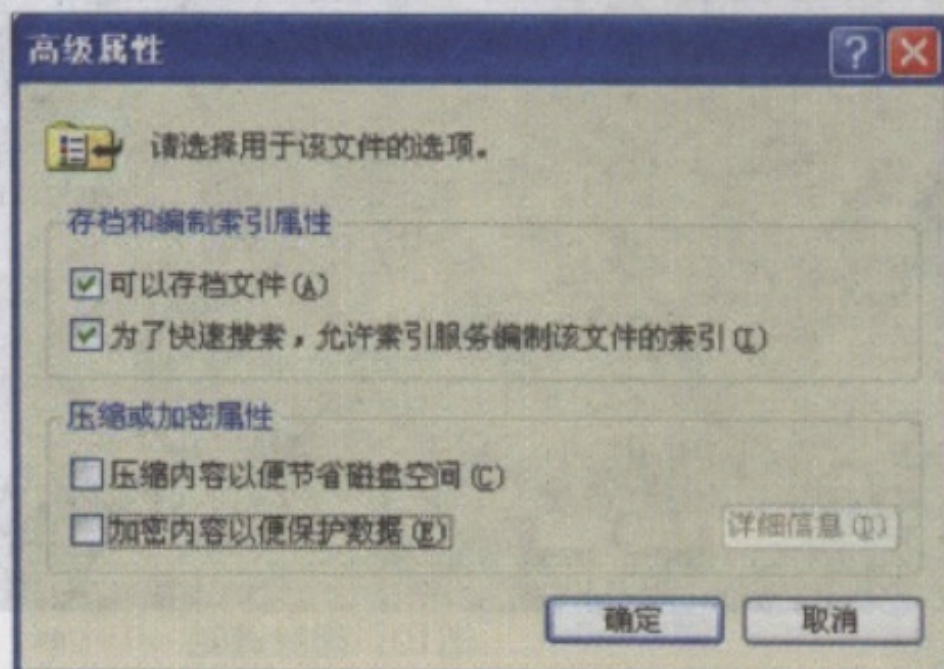 高级属性
请选择用于该文件的选项。
存档和编制索引属性
可以存档文件(A)
为了快速搜索，允许索引服务编制该文件的索引(I)
压缩或加密属性
压缩内容以便节省磁盘空间(C)
加密内容以便保护数据(E)
详细信息(D)
确定
取消